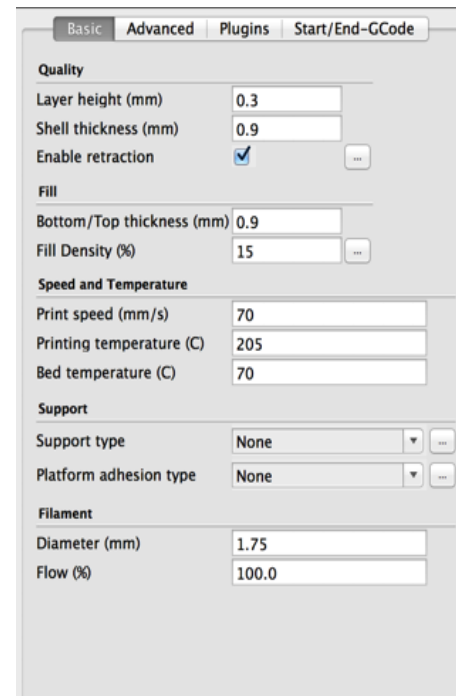 Basic Advanced Plugins Start/End-GCode
Quality
Layer height (mm) 0.3
Shell thickness (mm) 0.9
Enable retraction ...
Fill
Bottom/Top thickness (mm) 0.9
Fill Density (%) 15 ...
Speed and Temperature
Print speed (mm/s) 70
Printing temperature (C) 205
Bed temperature (C) 70
Support
Support type None ...
Platform adhesion type None ...
Filament
Diameter (mm) 1.75
Flow (%) 100.0